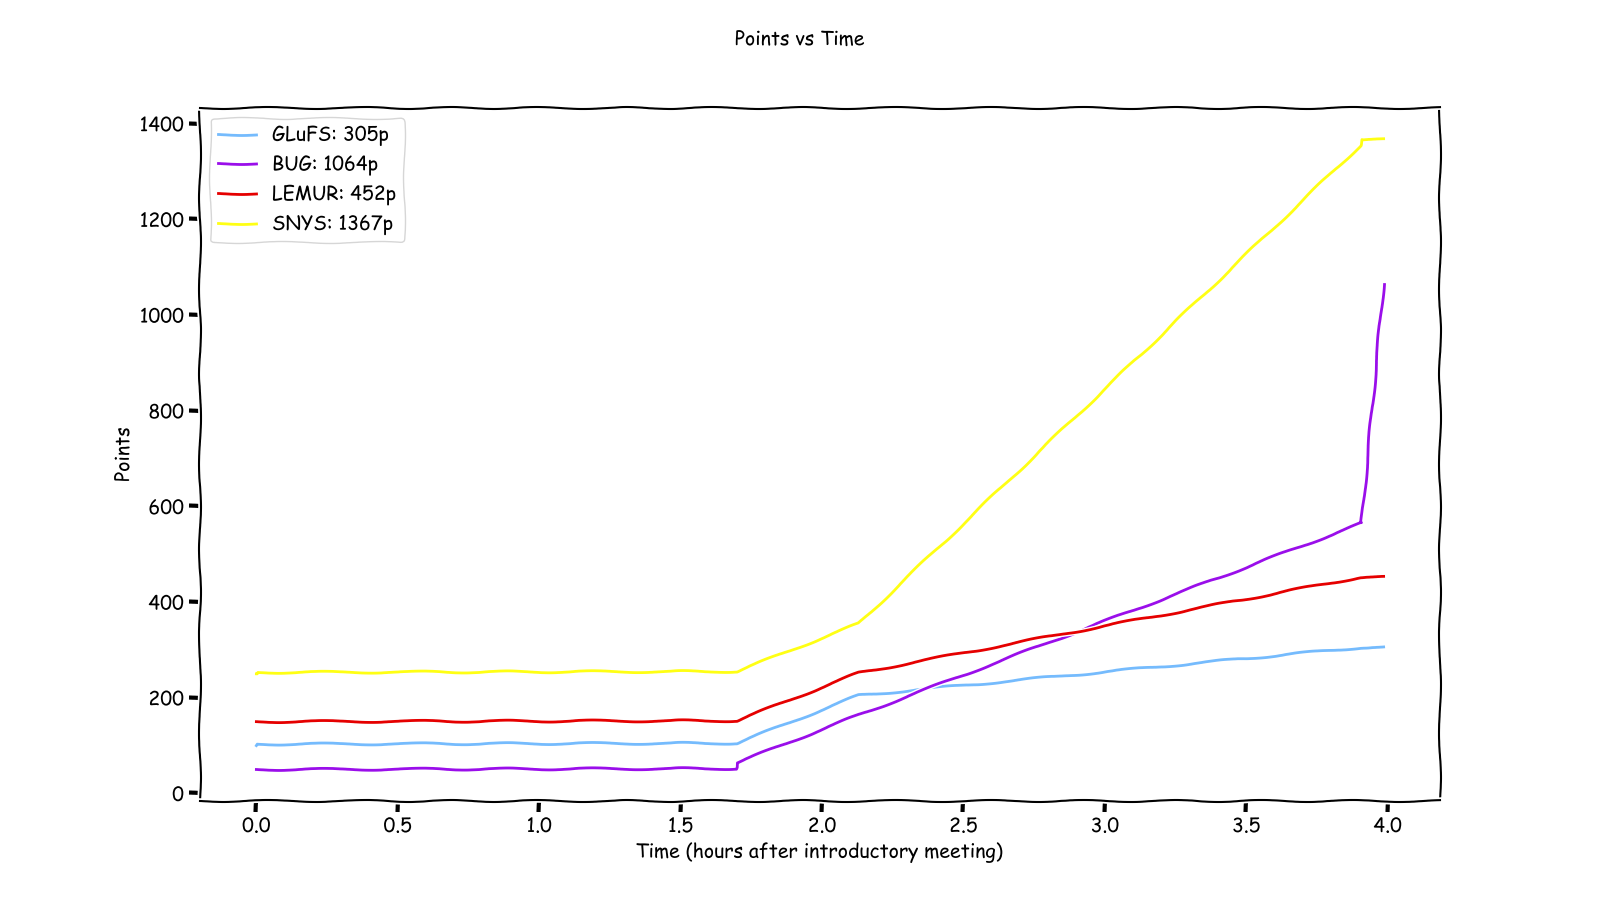 Points vs Time
GLuFS: 305p
BUG: 1064p
LEMUR: 452p
SNYS: 1367p
1400
1200
1000
800
600
400
200
0
Points
0.0 0.5 1.0 1.5 2.0 2.5 3.0 3.5 4.0
Time (hours after introductory meeting)